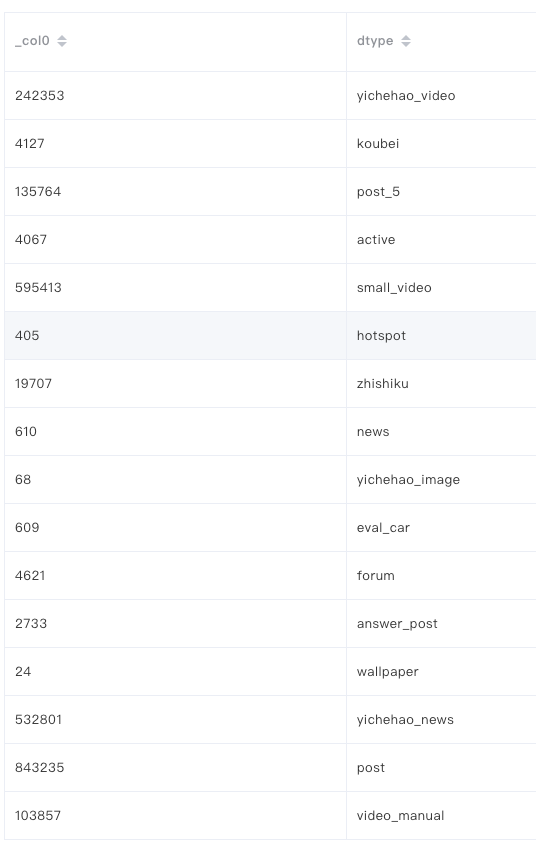 _col0 dtype
242353 yichehao_video
4127 koubei
135764 post_5
4067 active
595413 small_video
405 hotspot
19707 zhishiku
610 news
68 yichehao_image
609 eval_car
4621 forum
2733 answer_post
24 wallpaper
532801 yichehao_news
843235 post
103857 video_manual